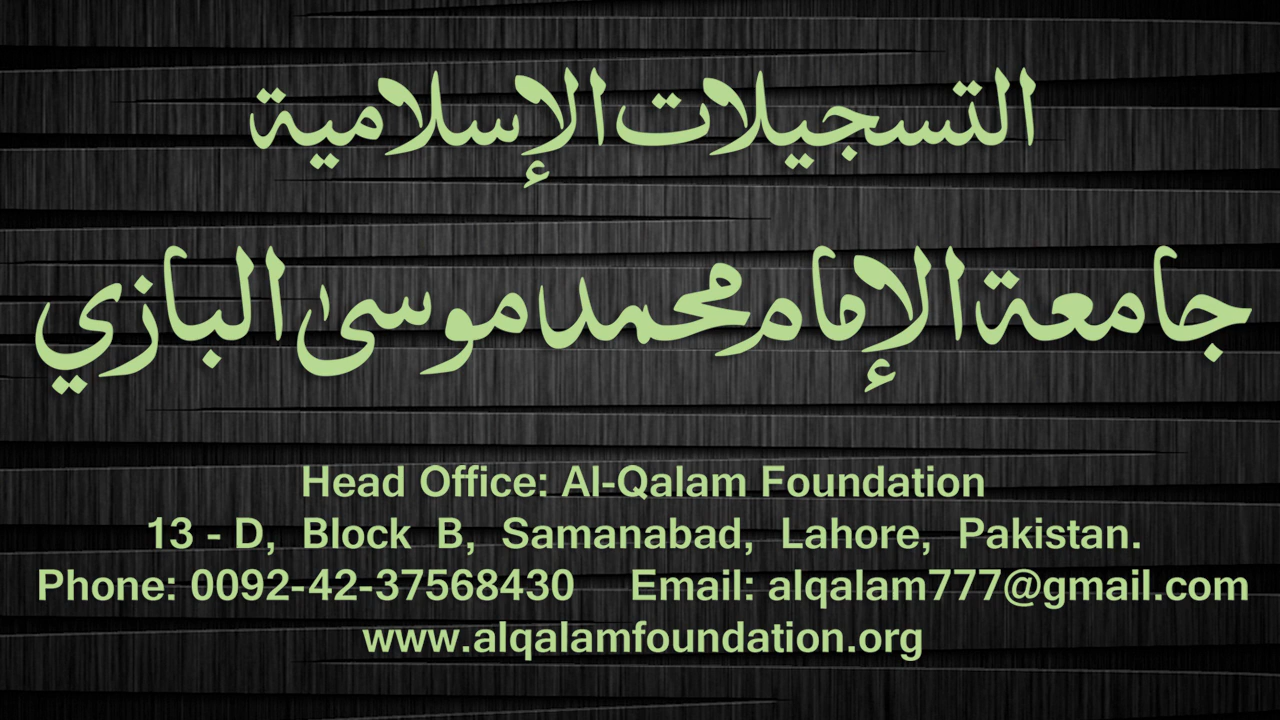 التسجيلات الإسلامية
جامعة الإمام محمد موسىٰ البازي
Head Office: Al-Qalam Foundation
13 - D, Block B, Samanabad, Lahore, Pakistan.
Phone: 0092-42-37568430 Email: alqalam777@gmail.com
www.alqalamfoundation.org